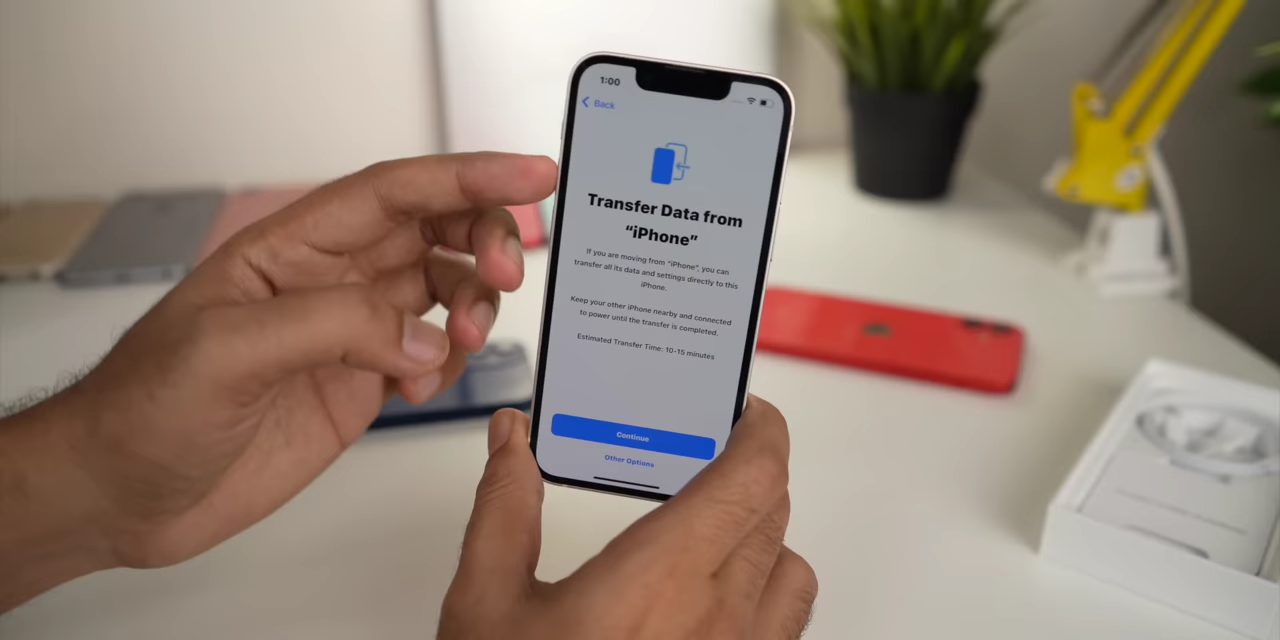 1:00
Back
Transfer Data from
“iPhone”
If you are moving from “iPhone”, you can
transfer all its data and settings directly to this
iPhone.
Keep your other iPhone nearby and connected
to power until the transfer is completed.
Estimated Transfer Time: 10-15 minutes
Continue
Other Options